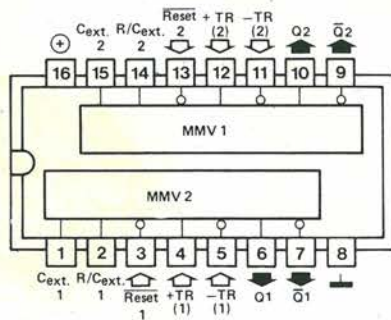 Cext. 2 R/Cext. 2 Reset 2 +TR (2) −TR (2) Q2 Q̅2
16 15 14 13 12 11 10 9
MMV 1
MMV 2
1 2 3 4 5 6 7 8
Cext. 1 R/Cext. 1 Reset 1 +TR (1) −TR (1) Q1 Q̅1